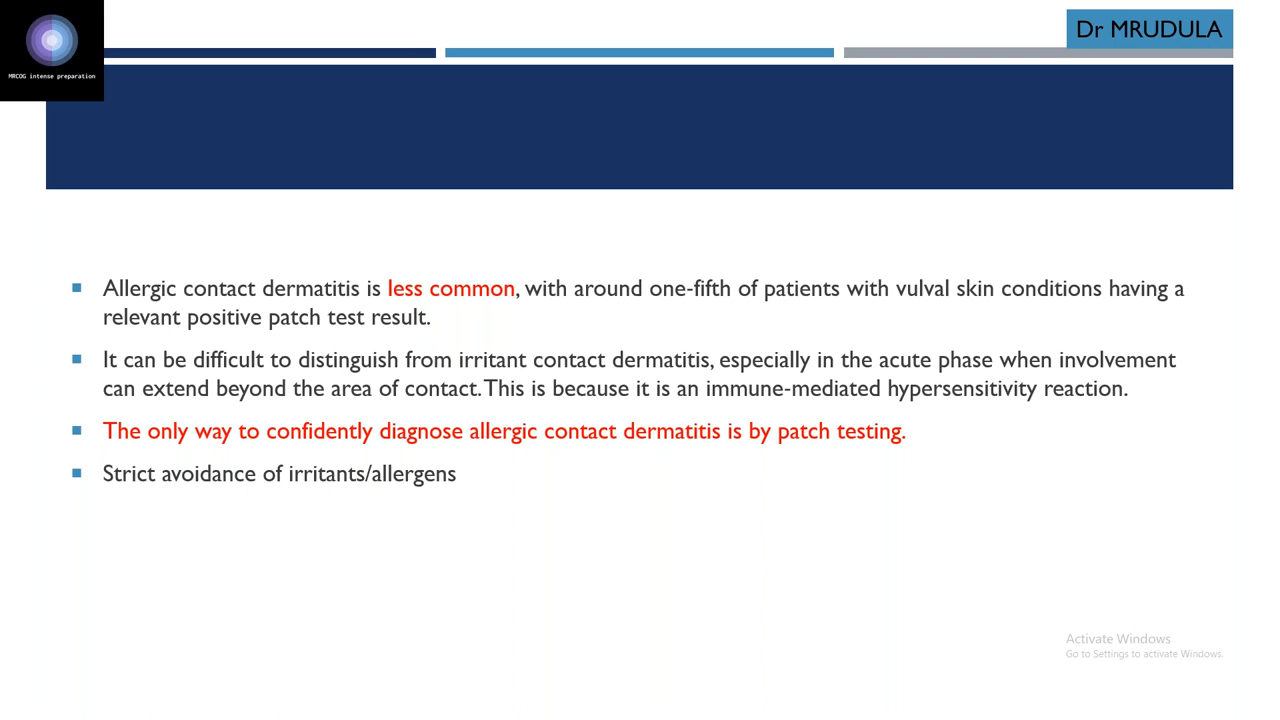 Dr MRUDULA
MRCOG intense preparation
Allergic contact dermatitis is less common, with around one-fifth of patients with vulval skin conditions having a
relevant positive patch test result.
It can be difficult to distinguish from irritant contact dermatitis, especially in the acute phase when involvement
can extend beyond the area of contact. This is because it is an immune-mediated hypersensitivity reaction.
The only way to confidently diagnose allergic contact dermatitis is by patch testing.
Strict avoidance of irritants/allergens
Activate Windows
Go to Settings to activate Windows.